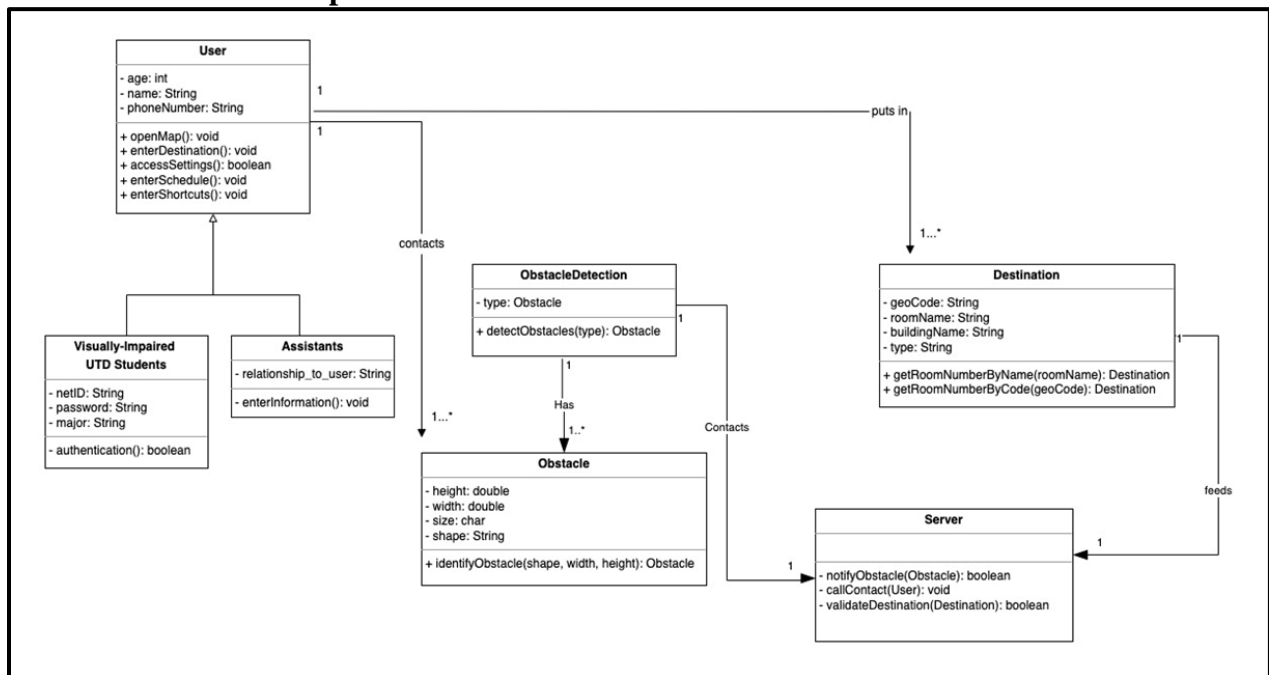 User
- age: int
- name: String
- phoneNumber: String
+ openMap(): void
+ enterDestination(): void
+ accessSettings(): boolean
+ enterSchedule(): void
+ enterShortcuts(): void
1
1
puts in
contacts
1...*
1...*
Visually-Impaired
UTD Students
- netID: String
- password: String
- major: String
- authentication(): boolean
Assistants
- relationship_to_user: String
- enterInformation(): void
ObstacleDetection
- type: Obstacle
+ detectObstacles(type): Obstacle
1
1
Has
1..*
Contacts
1
Destination
- geoCode: String
- roomName: String
- buildingName: String
- type: String
+ getRoomNumberByName(roomName): Destination
+ getRoomNumberByCode(geoCode): Destination
1
feeds
1
Obstacle
- height: double
- width: double
- size: char
- shape: String
+ identifyObstacle(shape, width, height): Obstacle
Server
- notifyObstacle(Obstacle): boolean
- callContact(User): void
- validateDestination(Destination): boolean